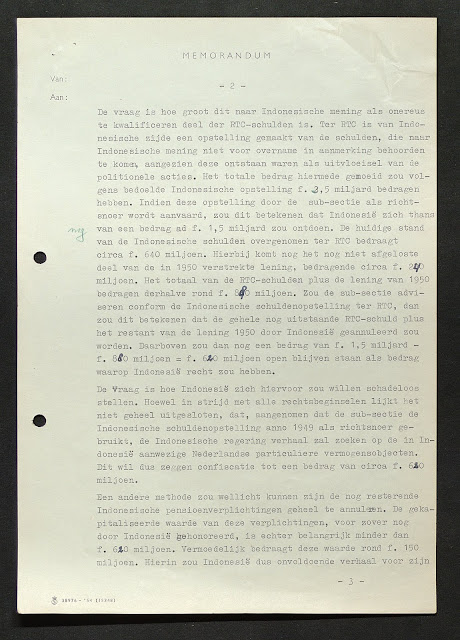 MEMORANDUM
Van:
- 2 -
Aan:
De vraag is hoe groot dit naar Indonesische mening als onereus
te kwalificeren deel der RTC-schulden is. Ter RTC is van Indo-
nesische zijde een opstelling gemaakt van de schulden, die naar
Indonesische mening niet voor overname in aanmerking behoorden
te komen, aangezien deze ontstaan waren als uitvloeisel van de
politionele acties. Het totale bedrag hiermede gemoeid zou vol-
gens bedoelde Indonesische opstelling f. 3,5 miljard bedragen
hebben. Indien deze opstelling door de sub-sectie als richt-
snoer wordt aanvaard, zou dit betekenen dat Indonesië zich thans
van een bedrag ad f. 1,5 miljard zou ontdoen. De huidige stand
van de Indonesische schulden overgenomen ter RTC bedraagt
circa f. 640 miljoen. Hierbij komt nog het nog niet afgeloste
deel van de in 1950 verstrekte lening, bedragende circa f. 240
miljoen. Het totaal van de RTC-schulden plus de lening van 1950
bedragen derhalve rond f. 880 miljoen. Zou de sub-sectie advi-
seren conform de Indonesische schuldenopstelling ter RTC, dan
zou dit betekenen dat de gehele nog uitstaande RTC-schuld plus
het restant van de lening 1950 door Indonesië geannuleerd zou
worden. Daarboven zou dan nog een bedrag van f. 1,5 miljard -
f. 880 miljoen = f. 620 miljoen open blijven staan als bedrag
waarop Indonesië recht zou hebben.
De Vraag is hoe Indonesië zich hiervoor zou willen schadeloos
stellen. Hoewel in strijd met alle rechtsbeginselen lijkt het
niet geheel uitgesloten, dat, aangenomen dat de sub-sectie de
Indonesische schuldenopstelling anno 1949 als richtsnoer ge-
bruikt, de Indonesische regering verhaal zal zoeken op de in In-
donesië aanwezige Nederlandse particuliere vermogensobjecten.
Dit wil dus zeggen confiscatie tot een bedrag van circa f. 620
miljoen.
Een andere methode zou wellicht kunnen zijn de nog resterende
Indonesische pensioenverplichtingen geheel te annuleren. De geka-
pitaliseerde waarde van deze verplichtingen, voor zover nog
door Indonesië gehonoreerd, is echter belangrijk minder dan
f. 620 miljoen. Vermoedelijk bedraagt deze waarde rond f. 150
miljoen. Hierin zou Indonesië dus onvoldoende verhaal voor zijn
- 3 -